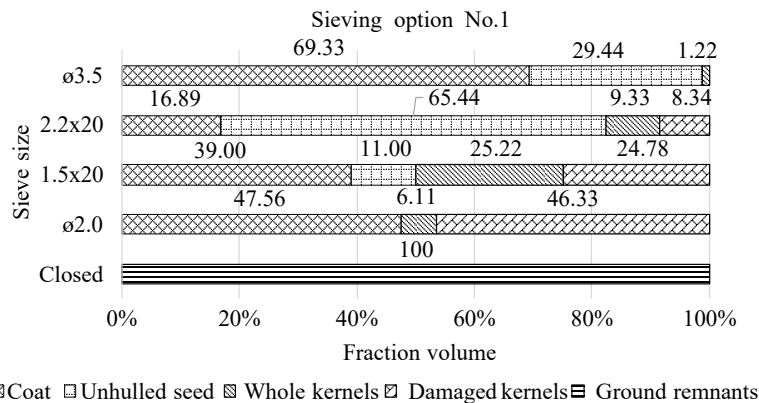 Sieving option No.1
69.33 29.44 1.22
ø3.5
16.89 65.44 9.33 8.34
2.2x20
39.00 11.00 25.22 24.78
1.5x20
47.56 6.11 46.33
ø2.0
100
Closed
0% 20% 40% 60% 80% 100%
Fraction volume
Sieve size
Coat Unhulled seed Whole kernels Damaged kernels Ground remnants